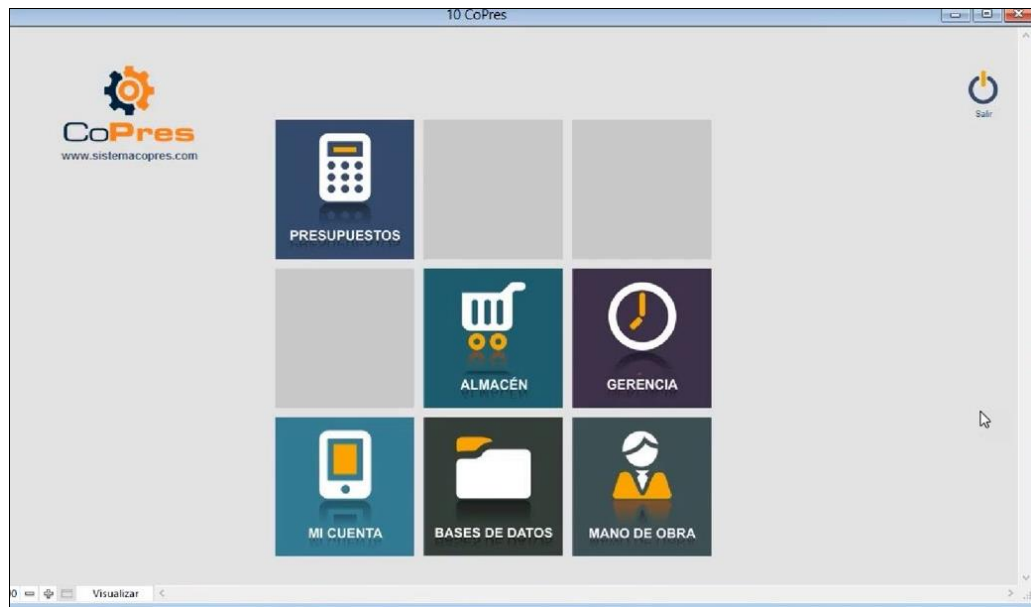 10 CoPres
CoPres
www.sistemacopres.com
Salir
PRESUPUESTOS
ALMACÉN
GERENCIA
MI CUENTA
BASES DE DATOS
MANO DE OBRA
Visualizar